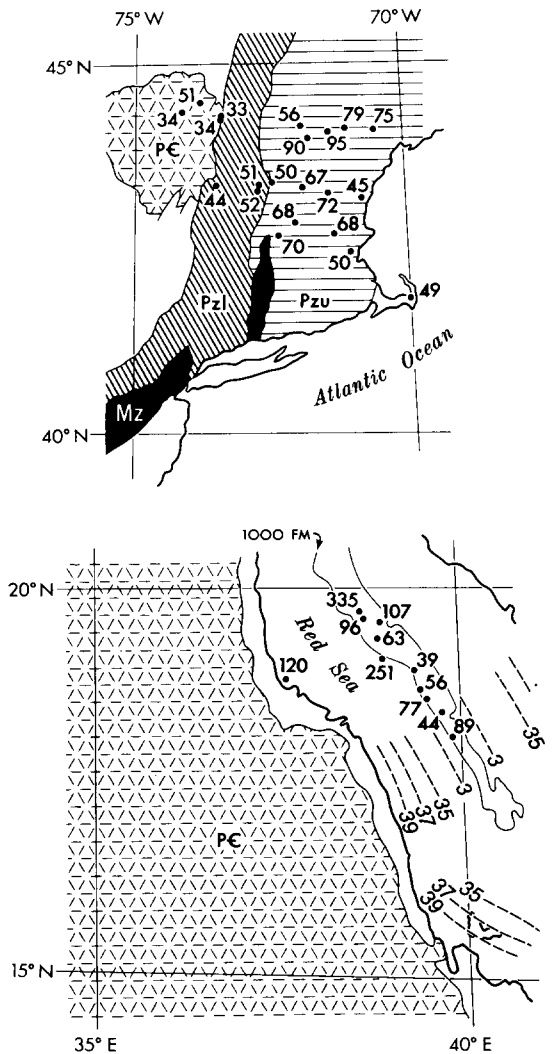 75° W
70° W
45° N
51
34
34
33
PЄ
56
79
75
90
95
51
50
67
45
44
52
72
68
68
70
50
49
Pzl
Pzu
Mz
Atlantic Ocean
40° N
1000 FM
20° N
335
107
96
63
Red Sea
251
39
120
56
77
44
89
35
3
3
35
37
39
PЄ
37
35
39
15° N
35° E
40° E